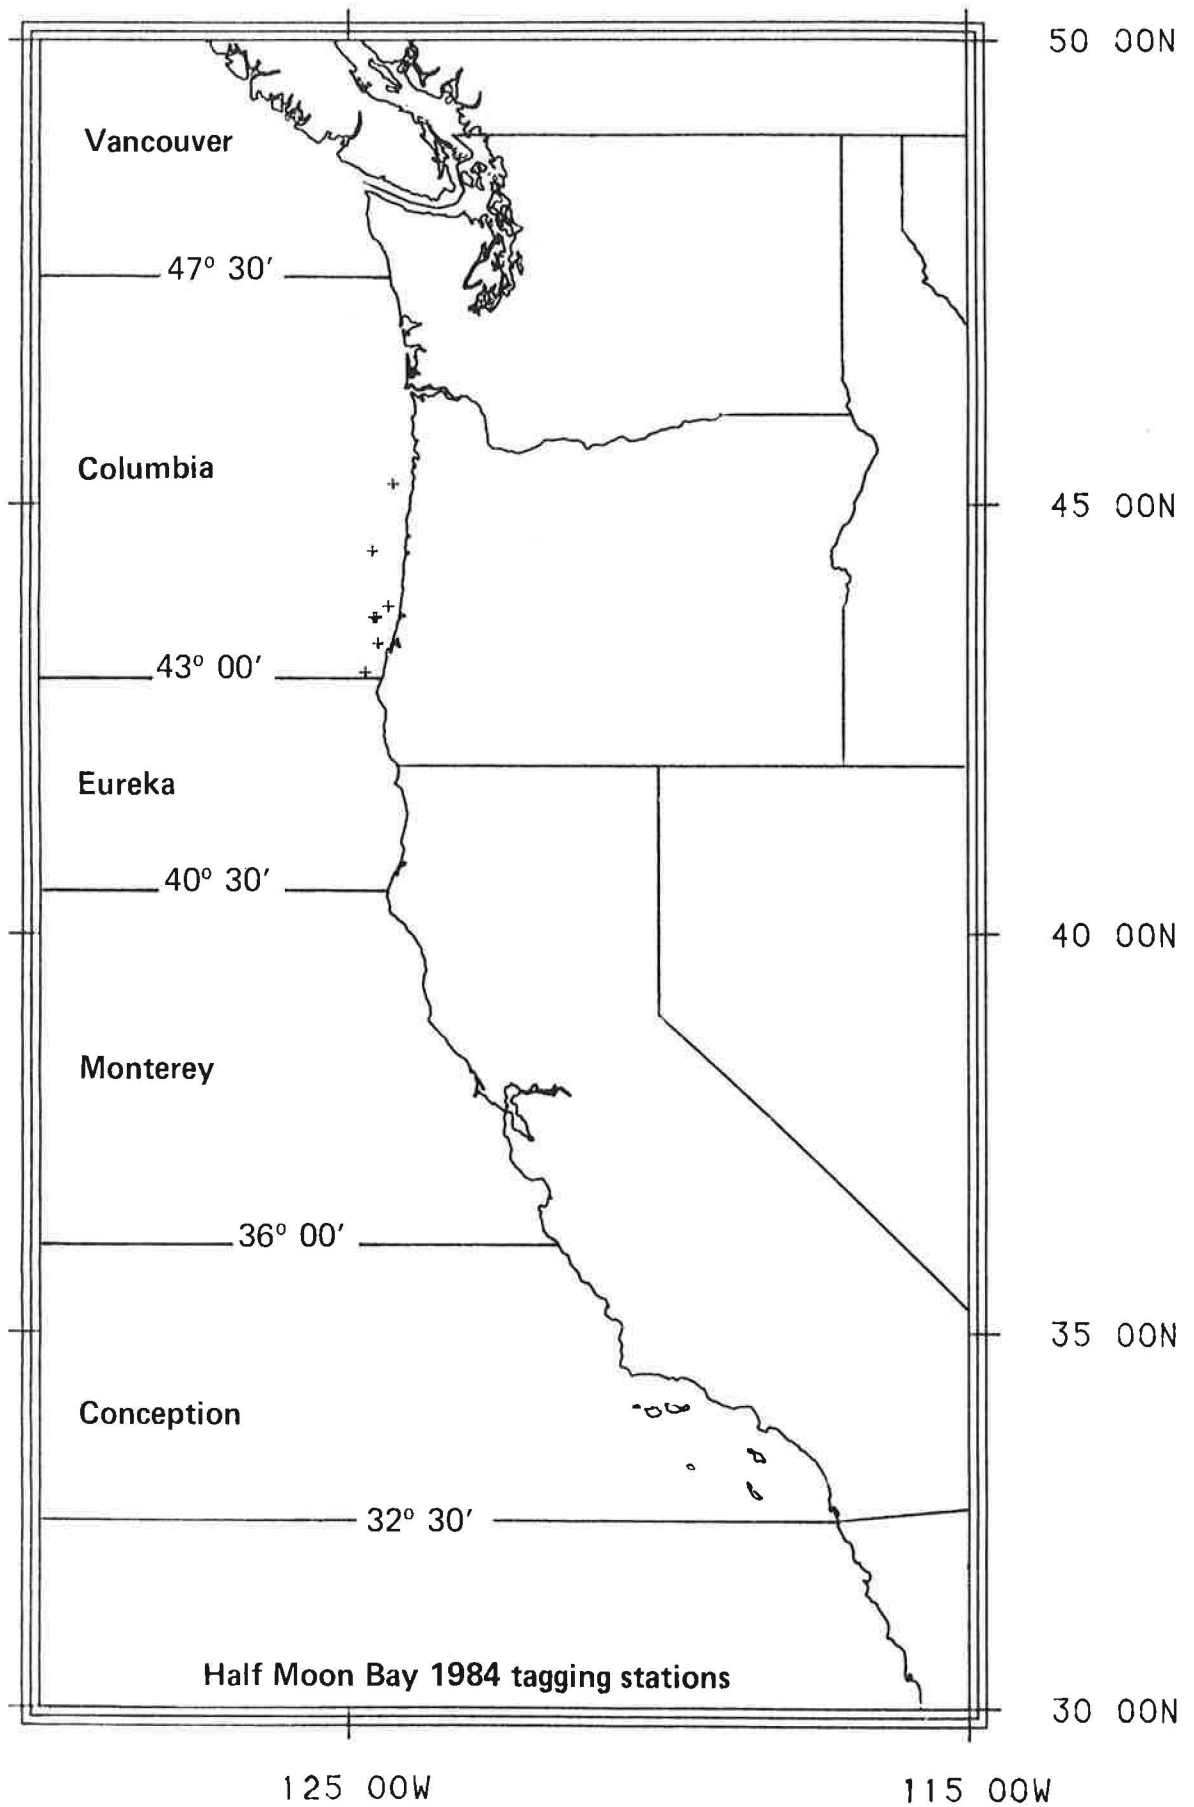 50 00N
Vancouver
47° 30′
Columbia
45 00N
43° 00′
Eureka
40° 30′
40 00N
Monterey
36° 00′
35 00N
Conception
32° 30′
Half Moon Bay 1984 tagging stations
30 00N
125 00W 115 00W